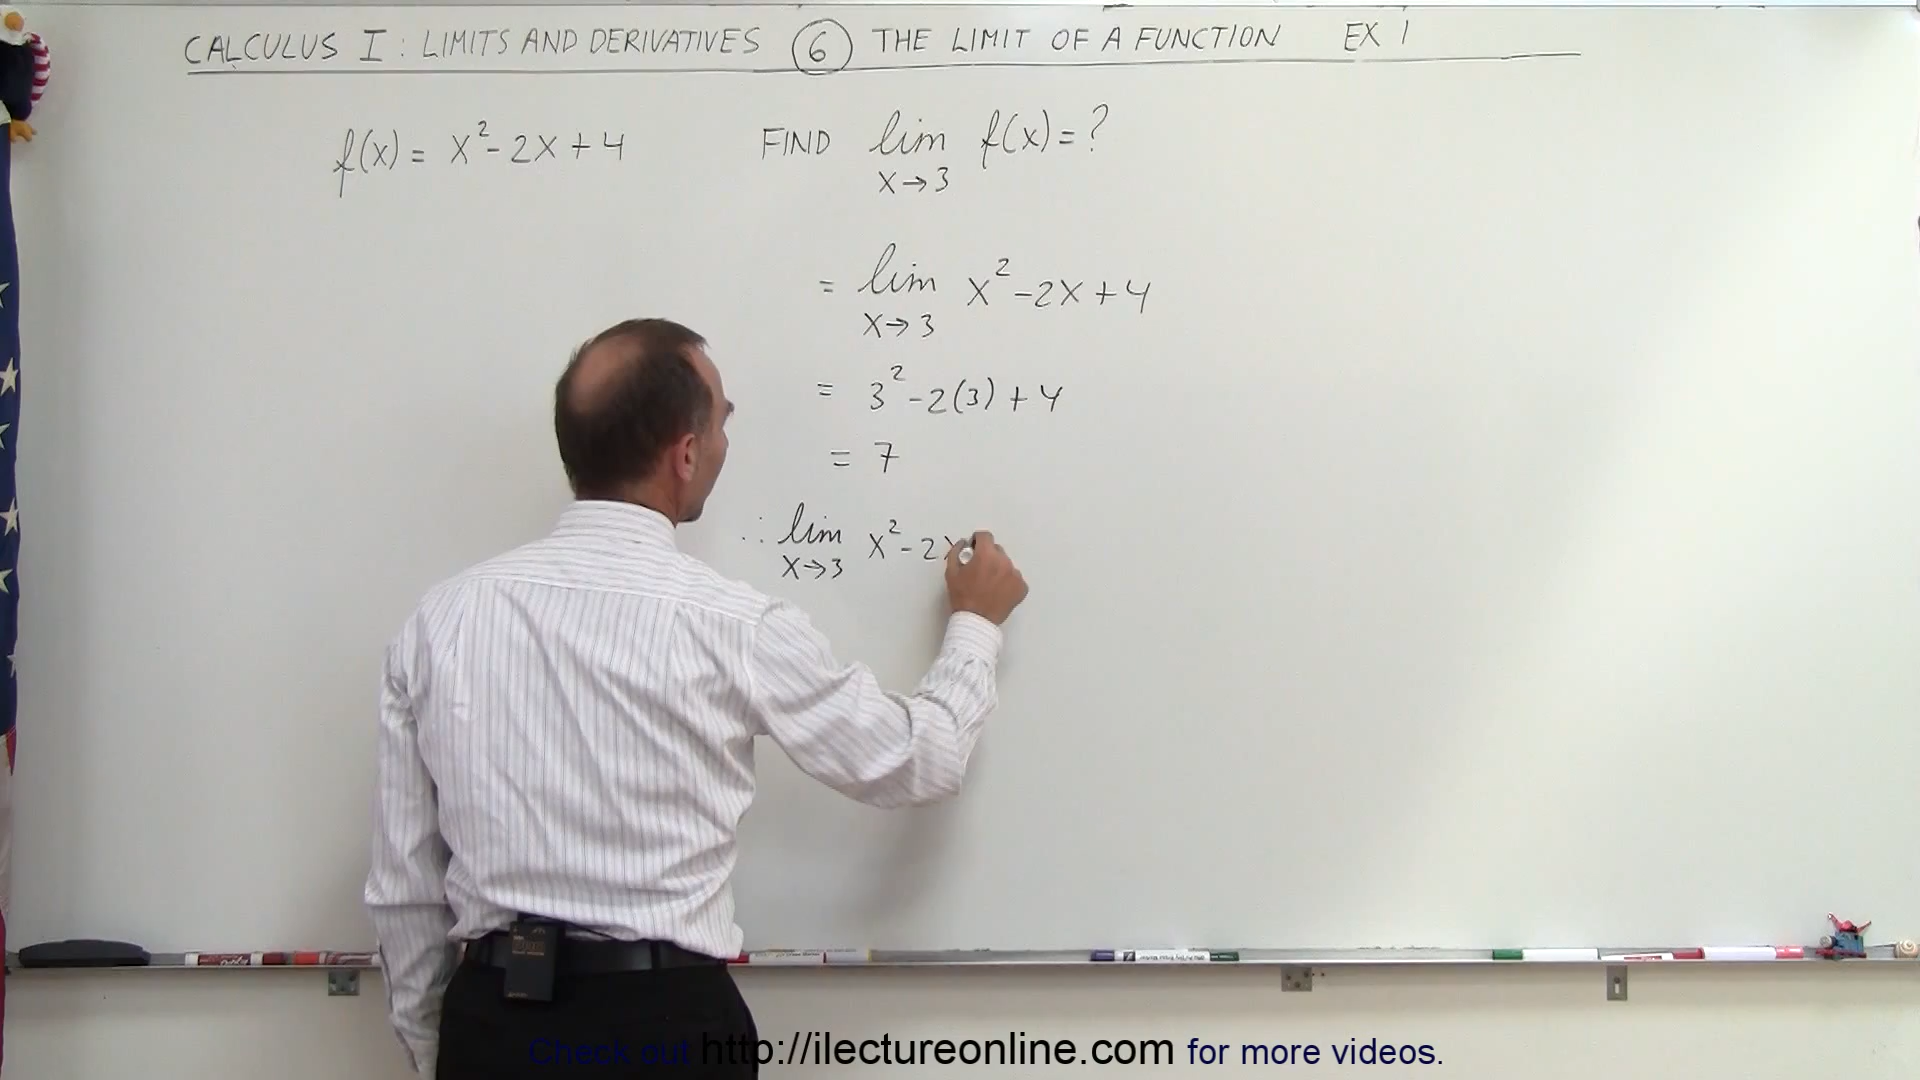 CALCULUS I: LIMITS AND DERIVATIVES ⑥ THE LIMIT OF A FUNCTION EX 1
f(x) = x² - 2x + 4 FIND lim f(x) = ?
x→3
= lim x² - 2x + 4
x→3
= 3² - 2(3) + 4
= 7
∴ lim x² - 2x
x→3
Check out http://ilectureonline.com for more videos.